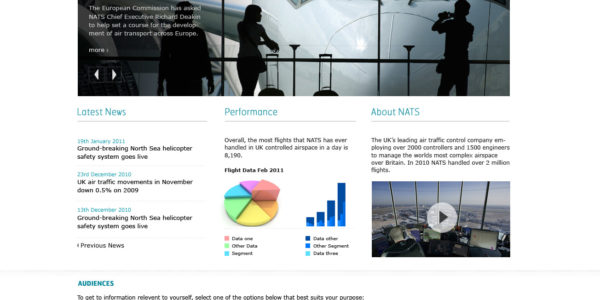 The European Commission has asked
NATS Chief Executive Richard Deakin
to help set a course for the develop-
ment of air transport across Europe.
more ›
Latest News
19th January 2011
Ground-breaking North Sea helicopter
safety system goes live
23rd December 2010
UK air traffic movements in November
down 0.5% on 2009
13th December 2010
Ground-breaking North Sea helicopter
safety system goes live
‹ Previous News
Performance
Overall, the most flights that NATS has ever
handled in UK controlled airspace in a day is
8,190.
Flight Data Feb 2011
Data one
Other Data
Segment
Data other
Other Segment
Data three
About NATS
The UK's leading air traffic control company em-
ploying over 2000 controllers and 1500 engineers
to manage the worlds most complex airspace
over Britain. In 2010 NATS handled over 2 million
flights.
AUDIENCES
To get to information relevent to yourself, select one of the options below that best suits your purpose: